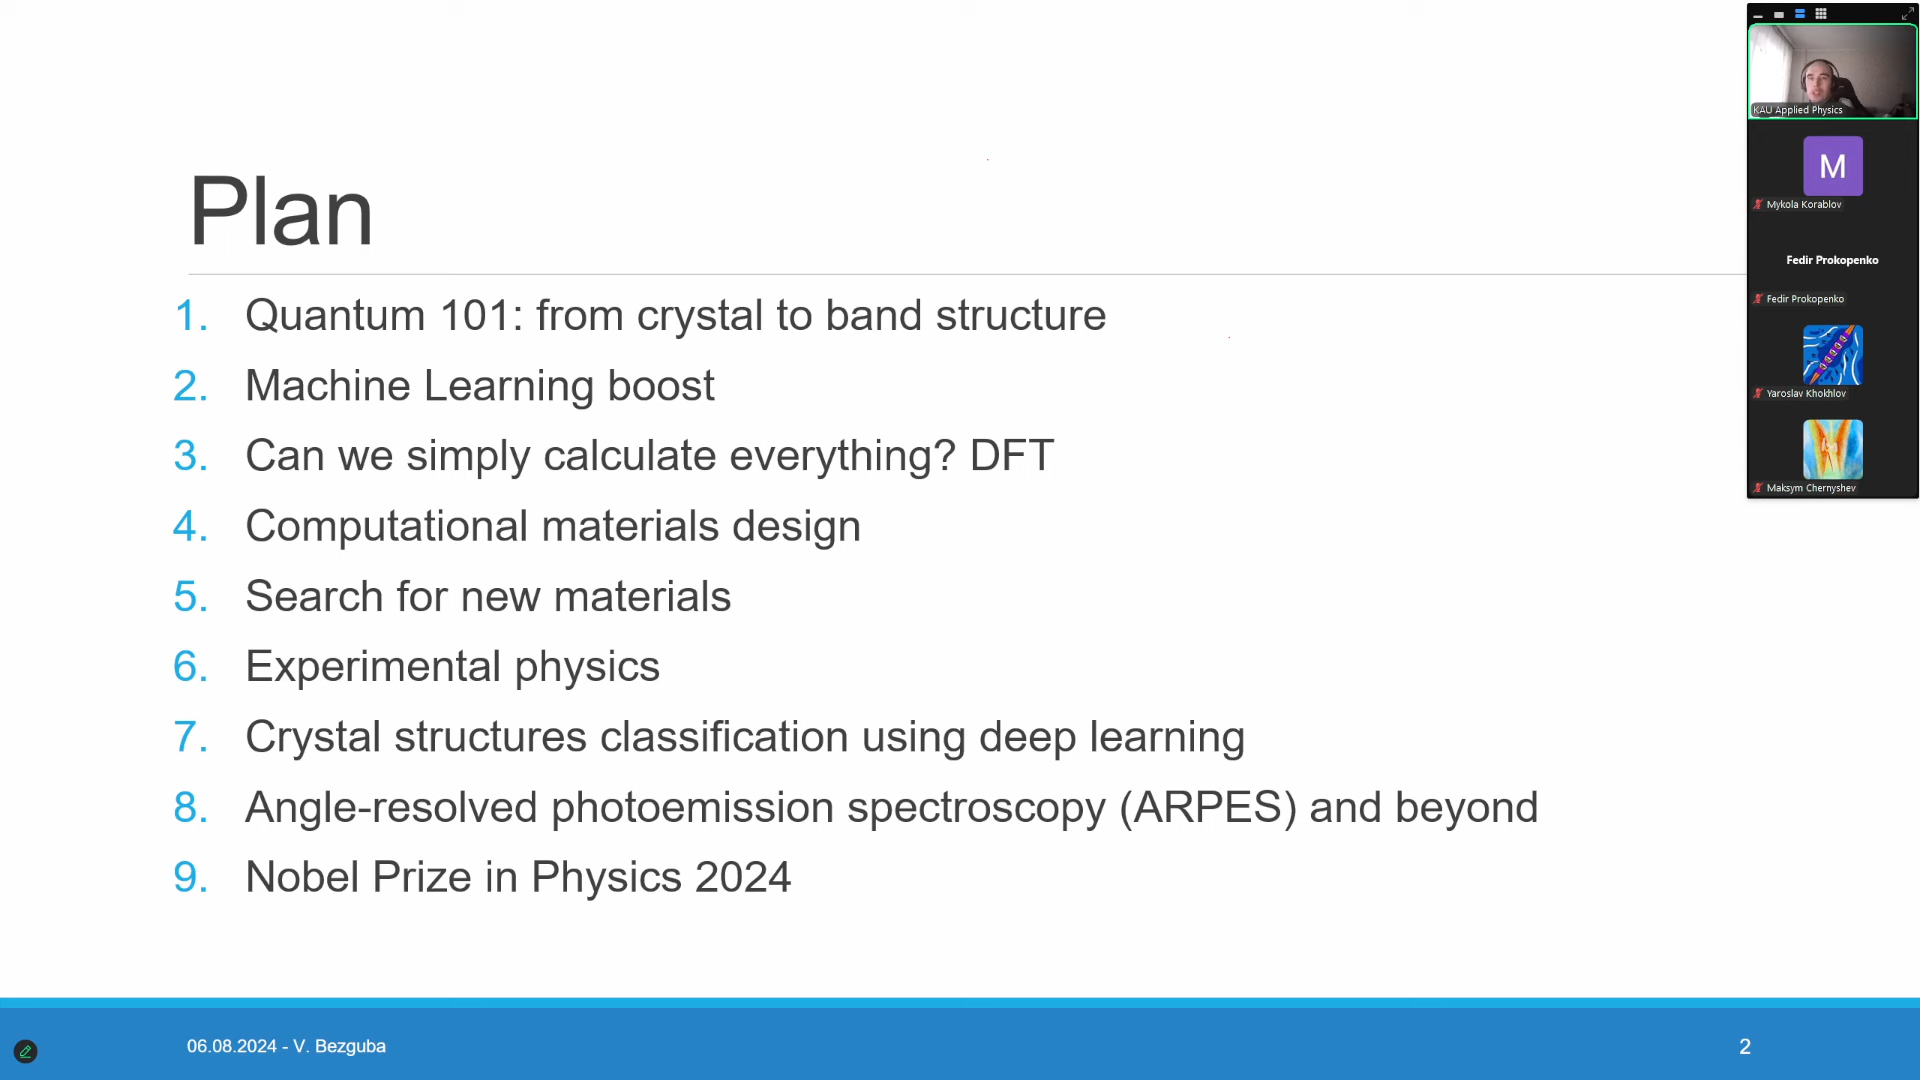 Plan
1. Quantum 101: from crystal to band structure
2. Machine Learning boost
3. Can we simply calculate everything? DFT
4. Computational materials design
5. Search for new materials
6. Experimental physics
7. Crystal structures classification using deep learning
8. Angle-resolved photoemission spectroscopy (ARPES) and beyond
9. Nobel Prize in Physics 2024
06.08.2024 - V. Bezguba
2
KAU Applied Physics
M
Mykola Korablov
Fedir Prokopenko
Fedir Prokopenko
Yaroslav Khokhlov
Maksym Chernyshev